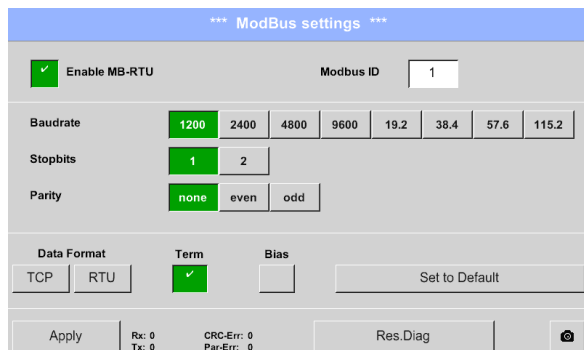 *** ModBus settings ***
Enable MB-RTU Modbus ID 1
Baudrate 1200 2400 4800 9600 19.2 38.4 57.6 115.2
Stopbits 1 2
Parity none even odd
Data Format Term Bias
TCP RTU Set to Default
Apply Rx: 0 CRC-Err: 0 Res.Diag
Tx: 0 Par-Err: 0